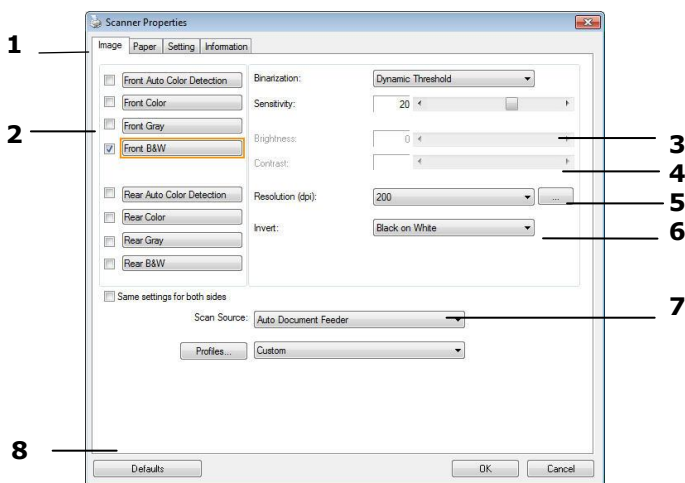 Scanner Properties
1
Image Paper Setting Information
Front Auto Color Detection
Binarization: Dynamic Threshold
Front Color
Sensitivity: 20
2
Front Gray
Brightness: 0
3
Front B&W
Contrast:
4
Rear Auto Color Detection
Resolution (dpi): 200 ...
5
Rear Color
Invert: Black on White
6
Rear Gray
Rear B&W
Same settings for both sides
Scan Source: Auto Document Feeder
7
Profiles... Custom
8
Defaults OK Cancel